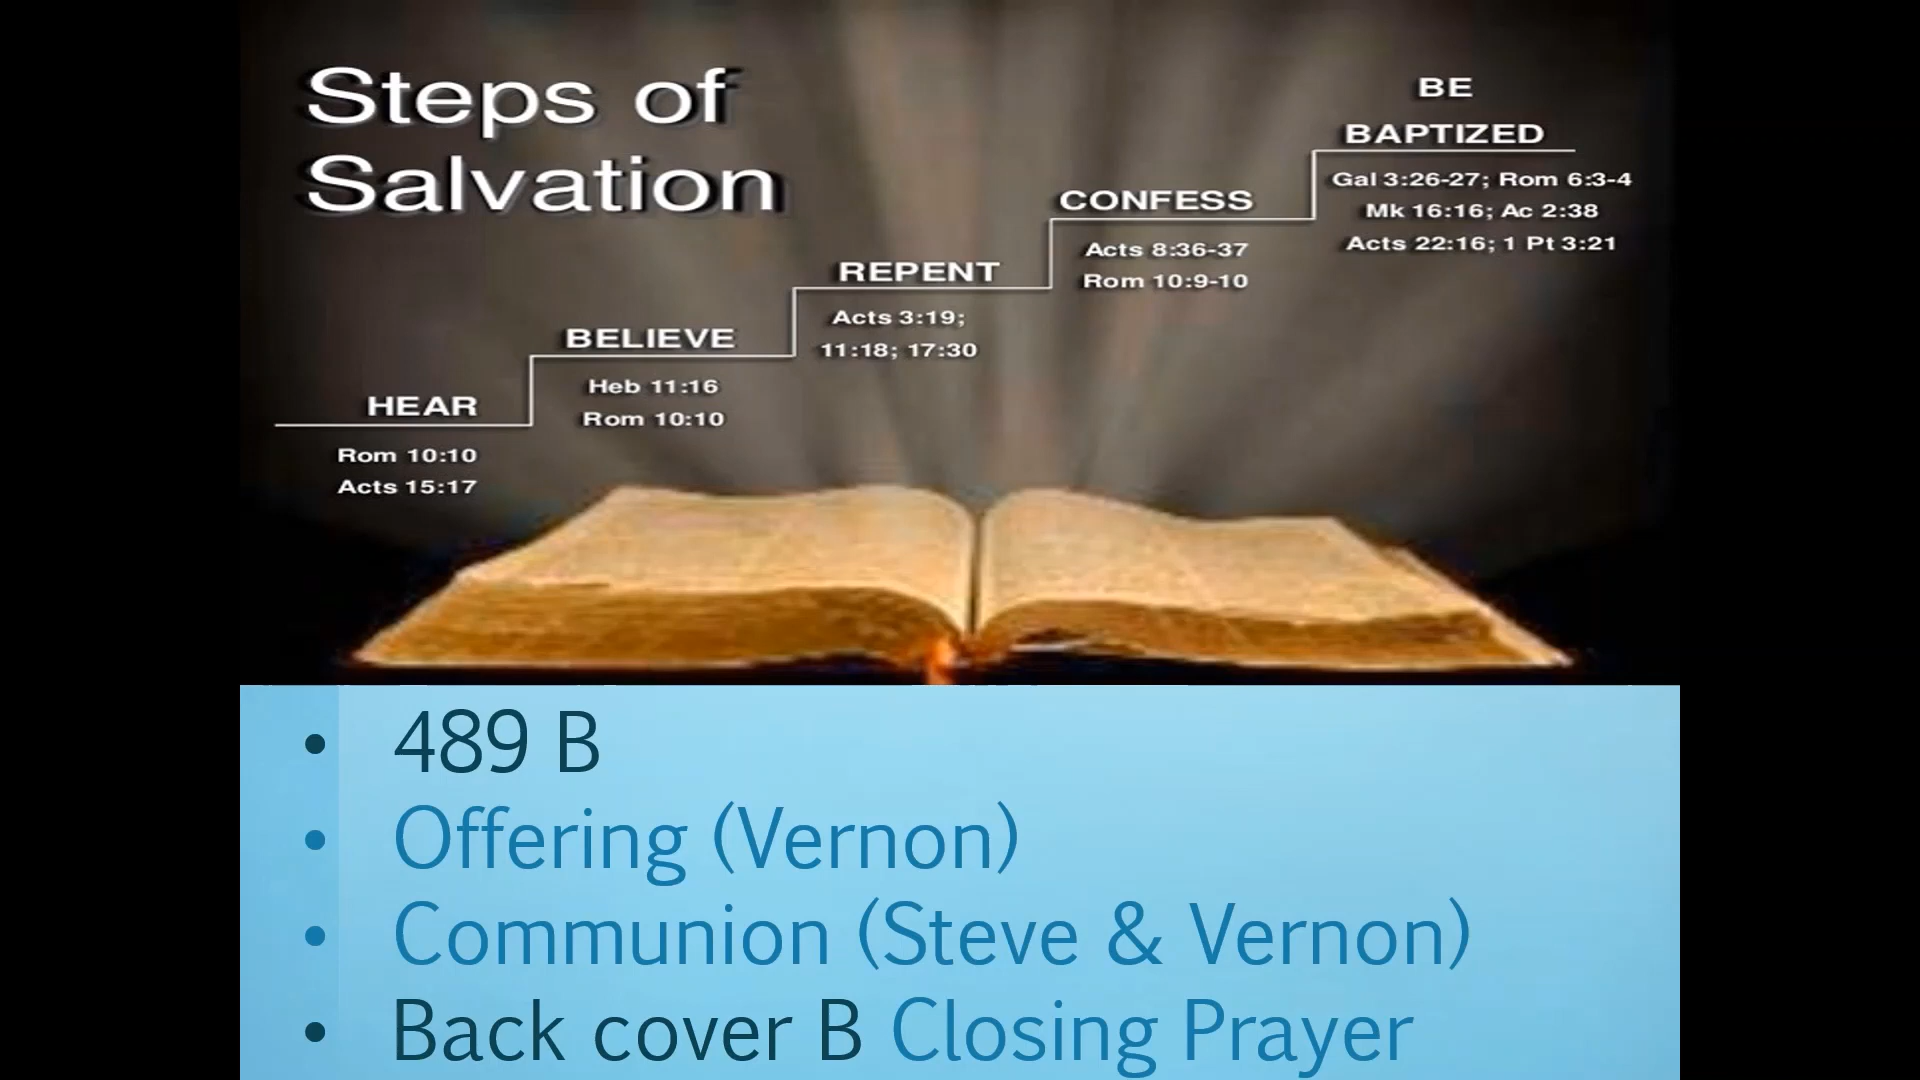 Steps of
Salvation
BE
BAPTIZED
Gal 3:26-27; Rom 6:3-4
Mk 16:16; Ac 2:38
Acts 22:16; 1 Pt 3:21
CONFESS
Acts 8:36-37
Rom 10:9-10
REPENT
Acts 3:19;
11:18; 17:30
BELIEVE
Heb 11:16
Rom 10:10
HEAR
Rom 10:10
Acts 15:17
• 489 B
• Offering (Vernon)
• Communion (Steve & Vernon)
• Back cover B Closing Prayer